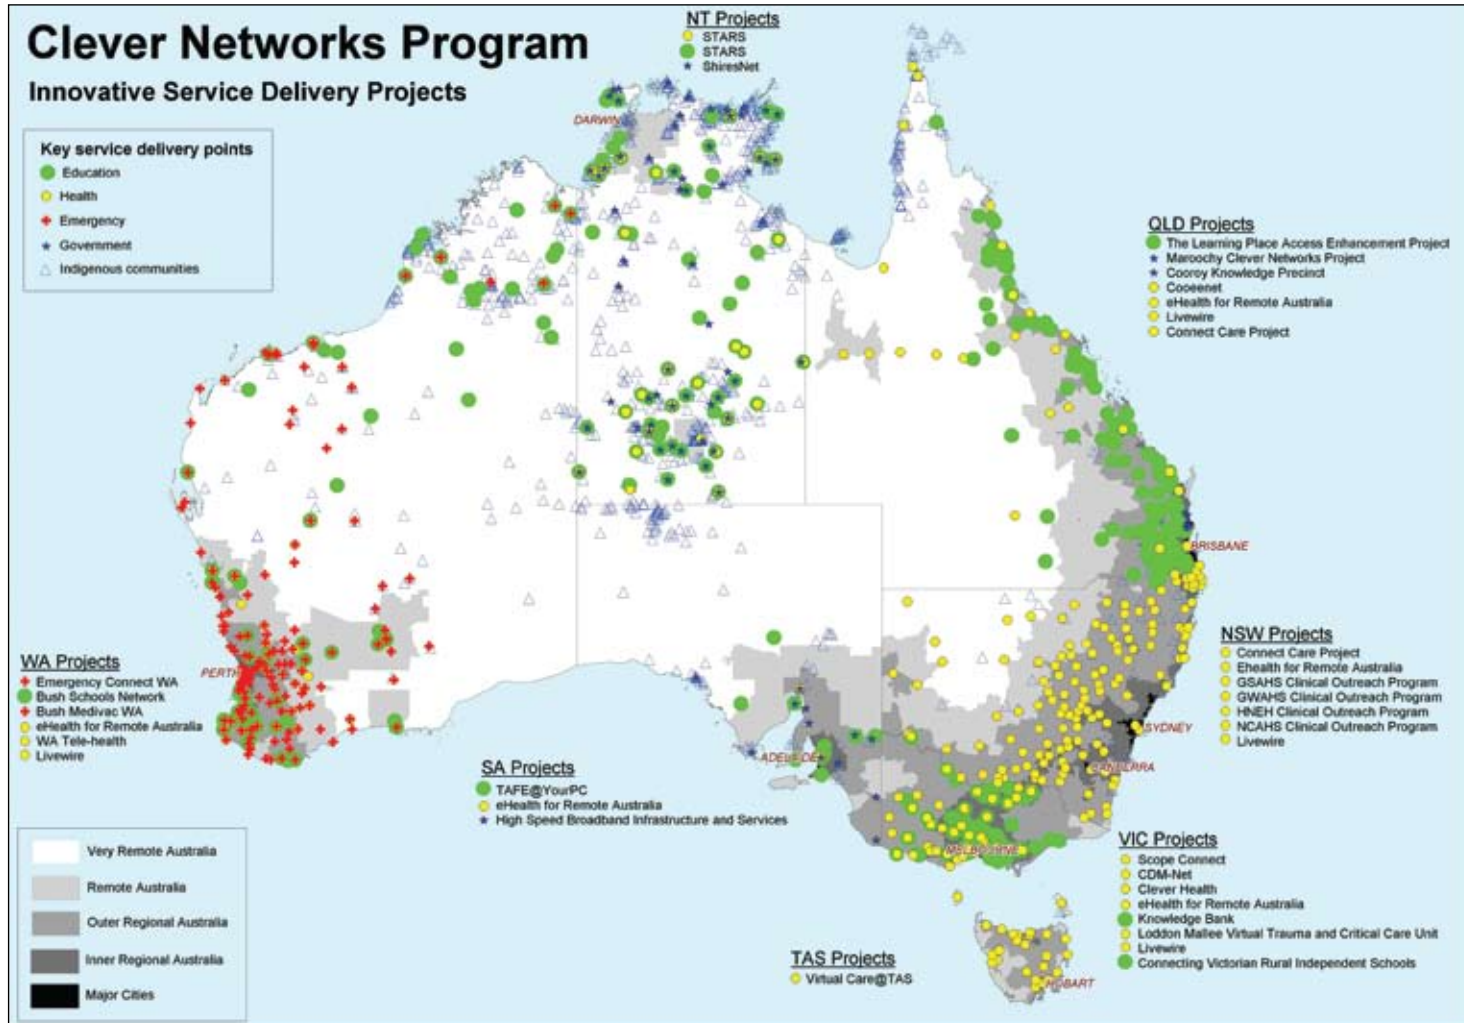 Clever Networks Program
Innovative Service Delivery Projects
Key service delivery points
Education
Health
Emergency
Government
Indigenous communities
NT Projects
STARS
STARS
ShiresNet
DARWIN
QLD Projects
The Learning Place Access Enhancement Project
Maroochy Clever Networks Project
Cooroy Knowledge Precinct
Cooeenet
eHealth for Remote Australia
Livewire
Connect Care Project
BRISBANE
NSW Projects
Connect Care Project
Ehealth for Remote Australia
GSAHS Clinical Outreach Program
GWAHS Clinical Outreach Program
HNEH Clinical Outreach Program
NCAHS Clinical Outreach Program
Livewire
SYDNEY
CANBERRA
WA Projects
Emergency Connect WA
Bush Schools Network
Bush Medivac WA
eHealth for Remote Australia
WA Tele-health
Livewire
PERTH
ADELAIDE
SA Projects
TAFE@YourPC
eHealth for Remote Australia
High Speed Broadband Infrastructure and Services
MELBOURNE
VIC Projects
Scope Connect
CDM-Net
Clever Health
eHealth for Remote Australia
Knowledge Bank
Loddon Mallee Virtual Trauma and Critical Care Unit
Livewire
Connecting Victorian Rural Independent Schools
TAS Projects
Virtual Care@TAS
HOBART
Very Remote Australia
Remote Australia
Outer Regional Australia
Inner Regional Australia
Major Cities